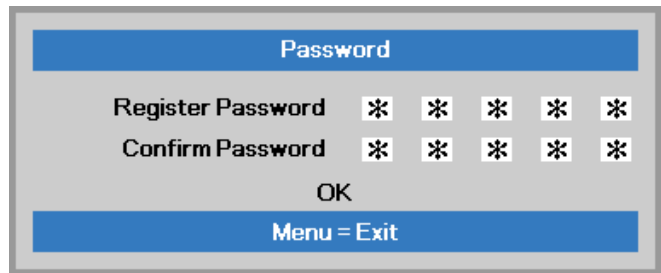 Password
Register Password * * * * *
Confirm Password * * * * *
OK
Menu = Exit